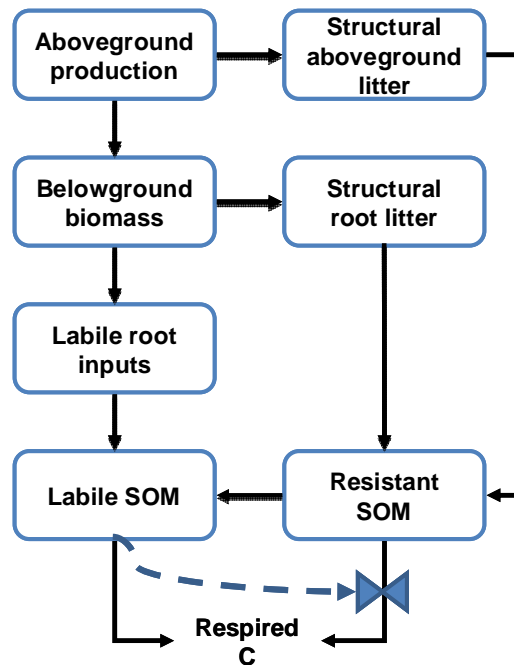 Aboveground
production
Structural
aboveground
litter
Belowground
biomass
Structural
root litter
Labile root
inputs
Labile SOM
Resistant
SOM
Respired
C